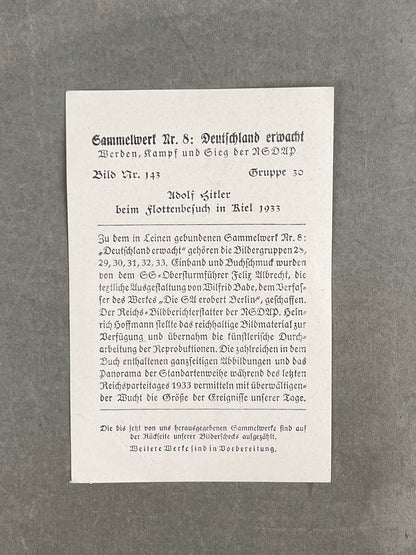 Sammelwerk Nr. 8: Deutschland erwacht
Werden, Kampf und Sieg der NSDAP
Bild Nr. 143 Gruppe 30
Adolf Hitler
beim Flottenbesuch in Kiel 1933
Zu dem in Leinen gebundenen Sammelwerk Nr. 8:
„Deutschland erwacht“ gehören die Bildergruppen 28,
29, 30, 31, 32, 33. Einband und Buchschmuck wurden
von dem SS-Obersturmführer Felix Albrecht, die
textliche Ausgestaltung von Wilfrid Bade, dem Verfas-
ser des Werkes „Die SA erobert Berlin“, geschaffen.
Der Reichs-Bildberichterstatter der NSDAP. Hein-
rich Hoffmann stellte das reichhaltige Bildmaterial zur
Verfügung und übernahm die künstlerische Durch-
arbeitung der Reproduktionen. Die zahlreichen in dem
Buch enthaltenen ganzseitigen Abbildungen und das
Panorama der Standartenweihe während des letzten
Reichsparteitages 1933 vermitteln mit überwältigen-
der Wucht die Größe der Ereignisse unserer Tage.
Die bis jetzt von uns herausgegebenen Sammelwerke sind auf
der Rückseite unserer Bilderschecks aufgezählt.
Weitere Werke sind in Vorbereitung.